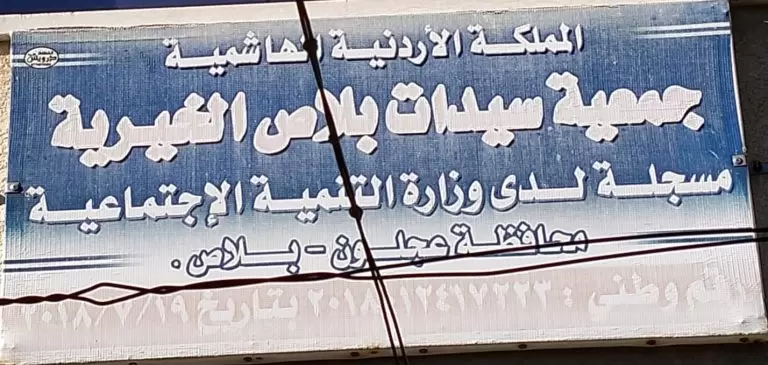 المملكة الأردنية الهاشمية
جمعية سيدات بلاص الخيرية
مسجلة لدى وزارة التنمية الإجتماعية
محافظة عجلون - بلاص .
رقم وطني : ٢٠١٨٠١٢٤١٧٢٢٣ بتاريخ ٢٠١٨/٧/١٩